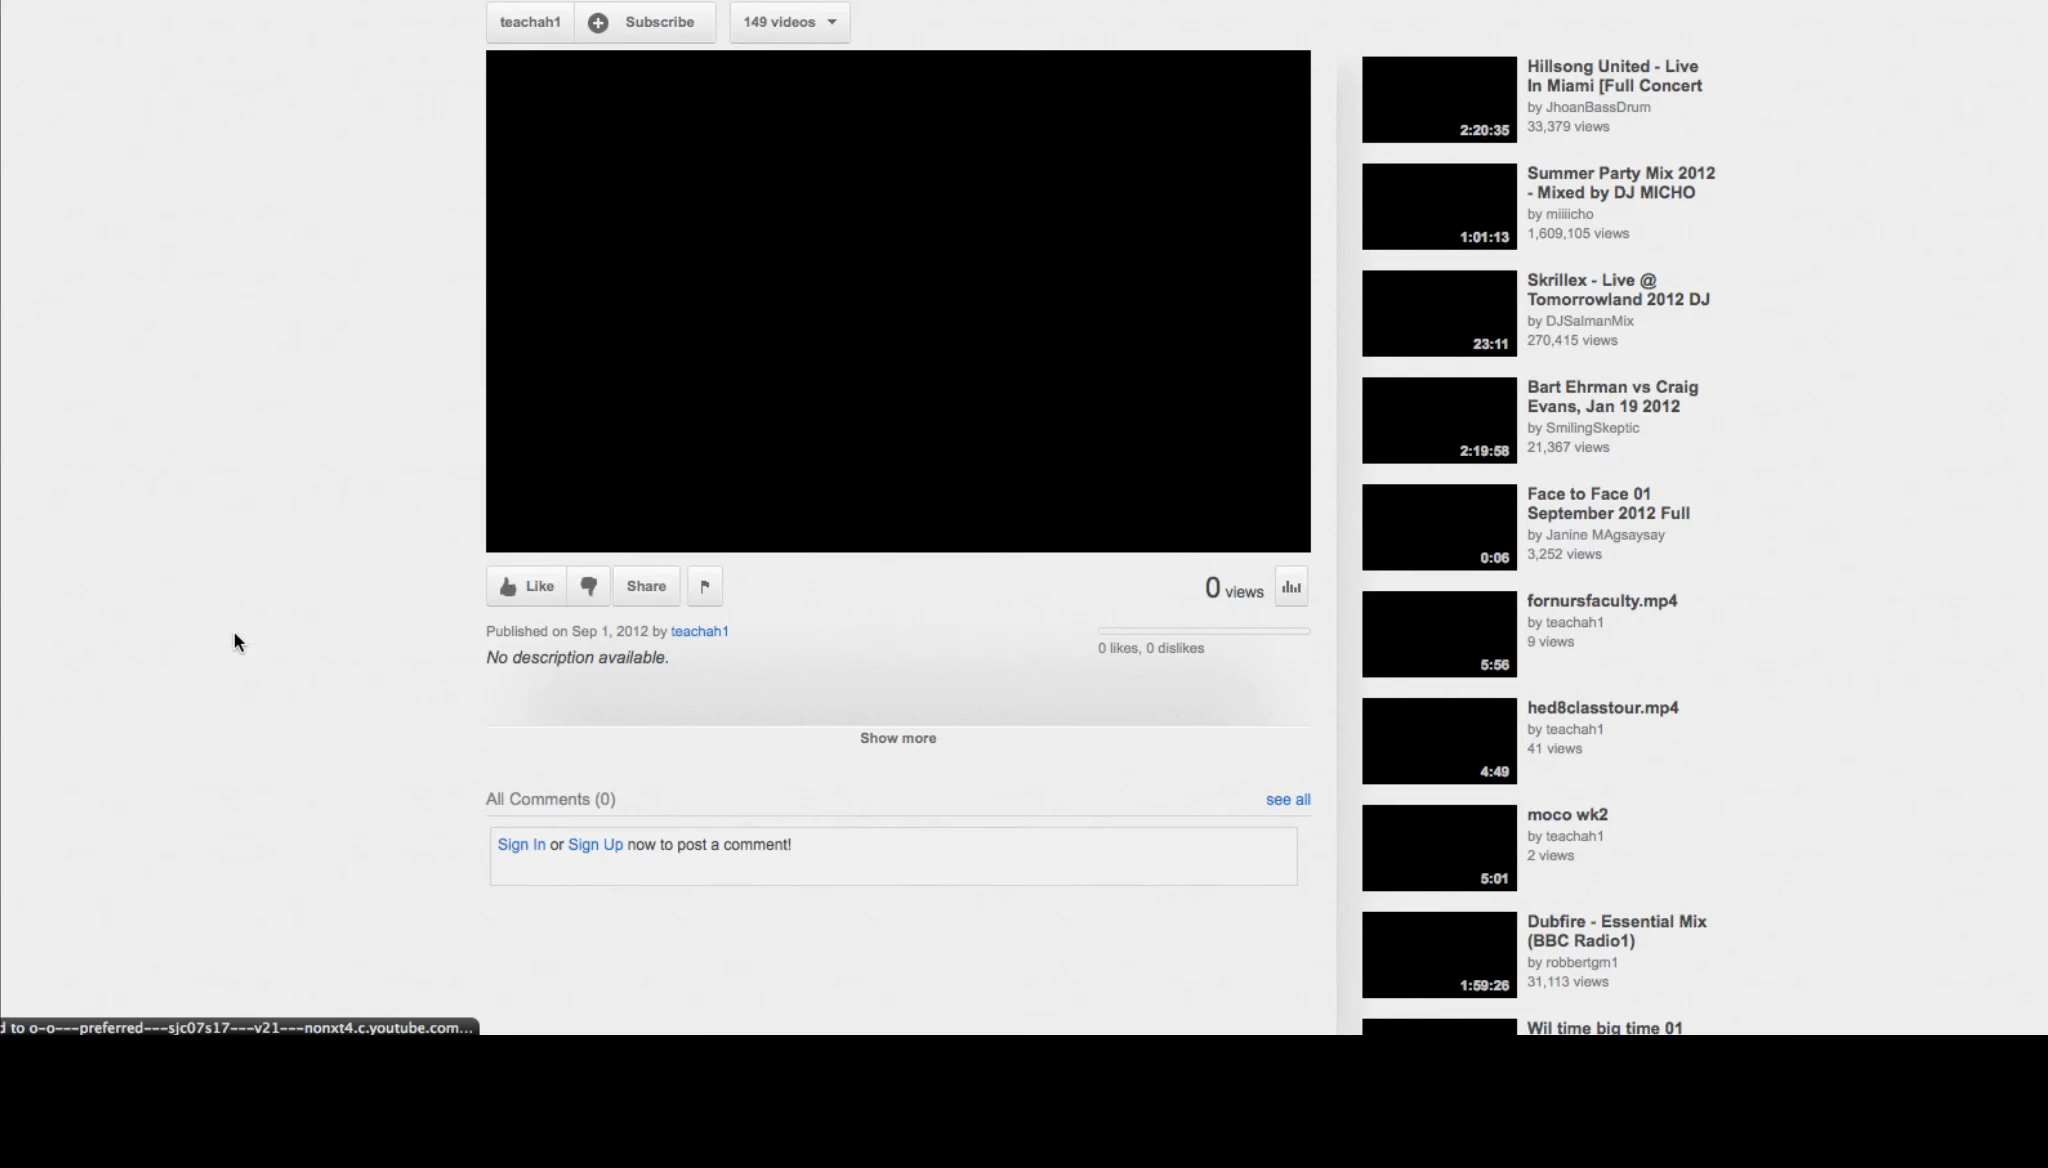 teachah1
Subscribe
149 videos
Like
Share
0 views
Published on Sep 1, 2012 by teachah1
0 likes, 0 dislikes
No description available.
Show more
All Comments (0)
see all
Sign In or Sign Up now to post a comment!
Hillsong United - Live
In Miami [Full Concert
by JhoanBassDrum
33,379 views
2:20:35
Summer Party Mix 2012
- Mixed by DJ MICHO
by miiiicho
1,609,105 views
1:01:13
Skrillex - Live @
Tomorrowland 2012 DJ
by DJSalmanMix
270,415 views
23:11
Bart Ehrman vs Craig
Evans, Jan 19 2012
by SmilingSkeptic
21,367 views
2:19:58
Face to Face 01
September 2012 Full
by Janine MAgsaysay
3,252 views
0:06
fornursfaculty.mp4
by teachah1
9 views
5:56
hed8classtour.mp4
by teachah1
41 views
4:49
moco wk2
by teachah1
2 views
5:01
Dubfire - Essential Mix
(BBC Radio1)
by robbertgm1
31,113 views
1:59:26
Wil time big time 01
d to o-o---preferred---sjc07s17---v21---nonxt4.c.youtube.com...